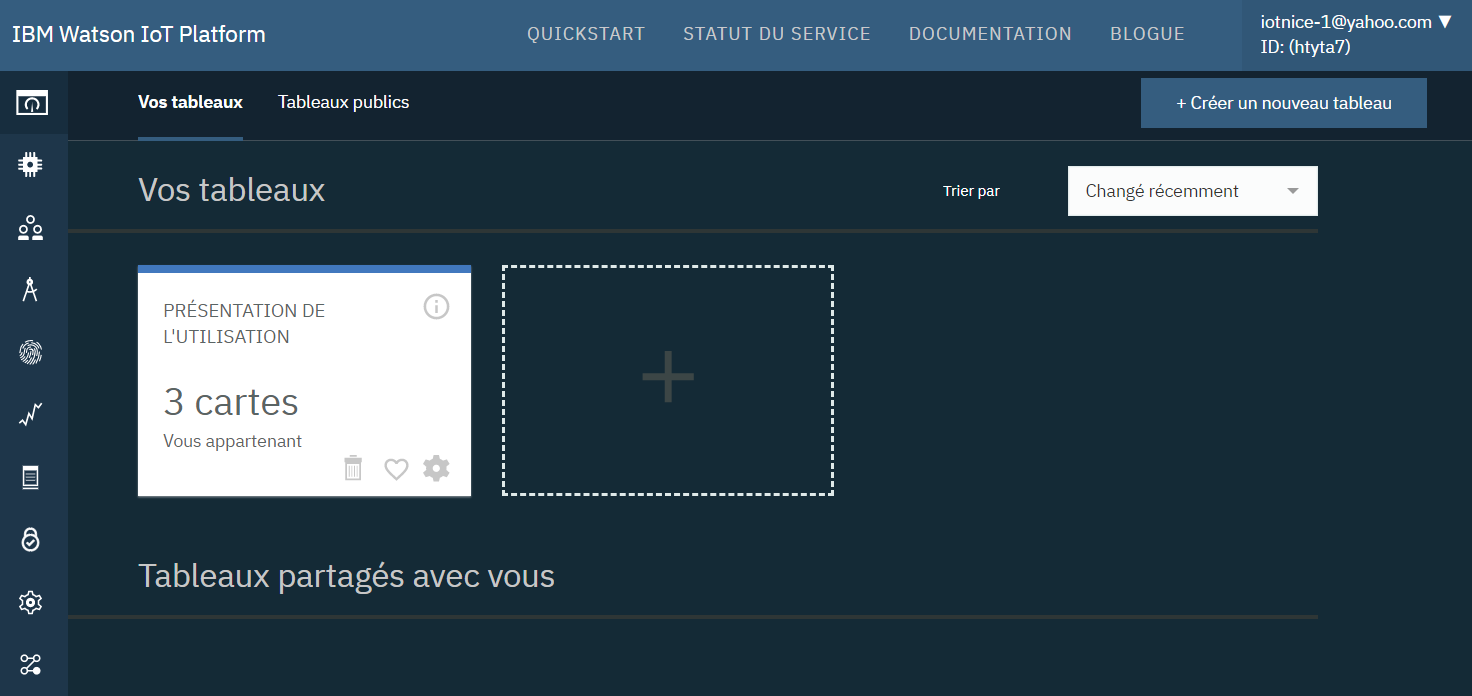 IBM Watson IoT Platform
QUICKSTART
STATUT DU SERVICE
DOCUMENTATION
BLOGUE
iotnice-1@yahoo.com ▼
ID: (htyta7)
Vos tableaux
Tableaux publics
+ Créer un nouveau tableau
Vos tableaux
Trier par
Changé récemment
PRÉSENTATION DE
L'UTILISATION
3 cartes
Vous appartenant
Tableaux partagés avec vous